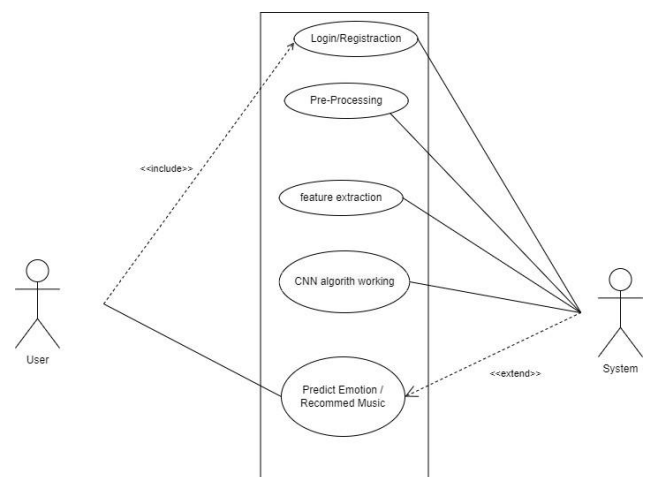 Login/Registraction
Pre-Processing
<<include>>
feature extraction
CNN algorith working
User
System
<<extend>>
Predict Emotion /
Recommed Music